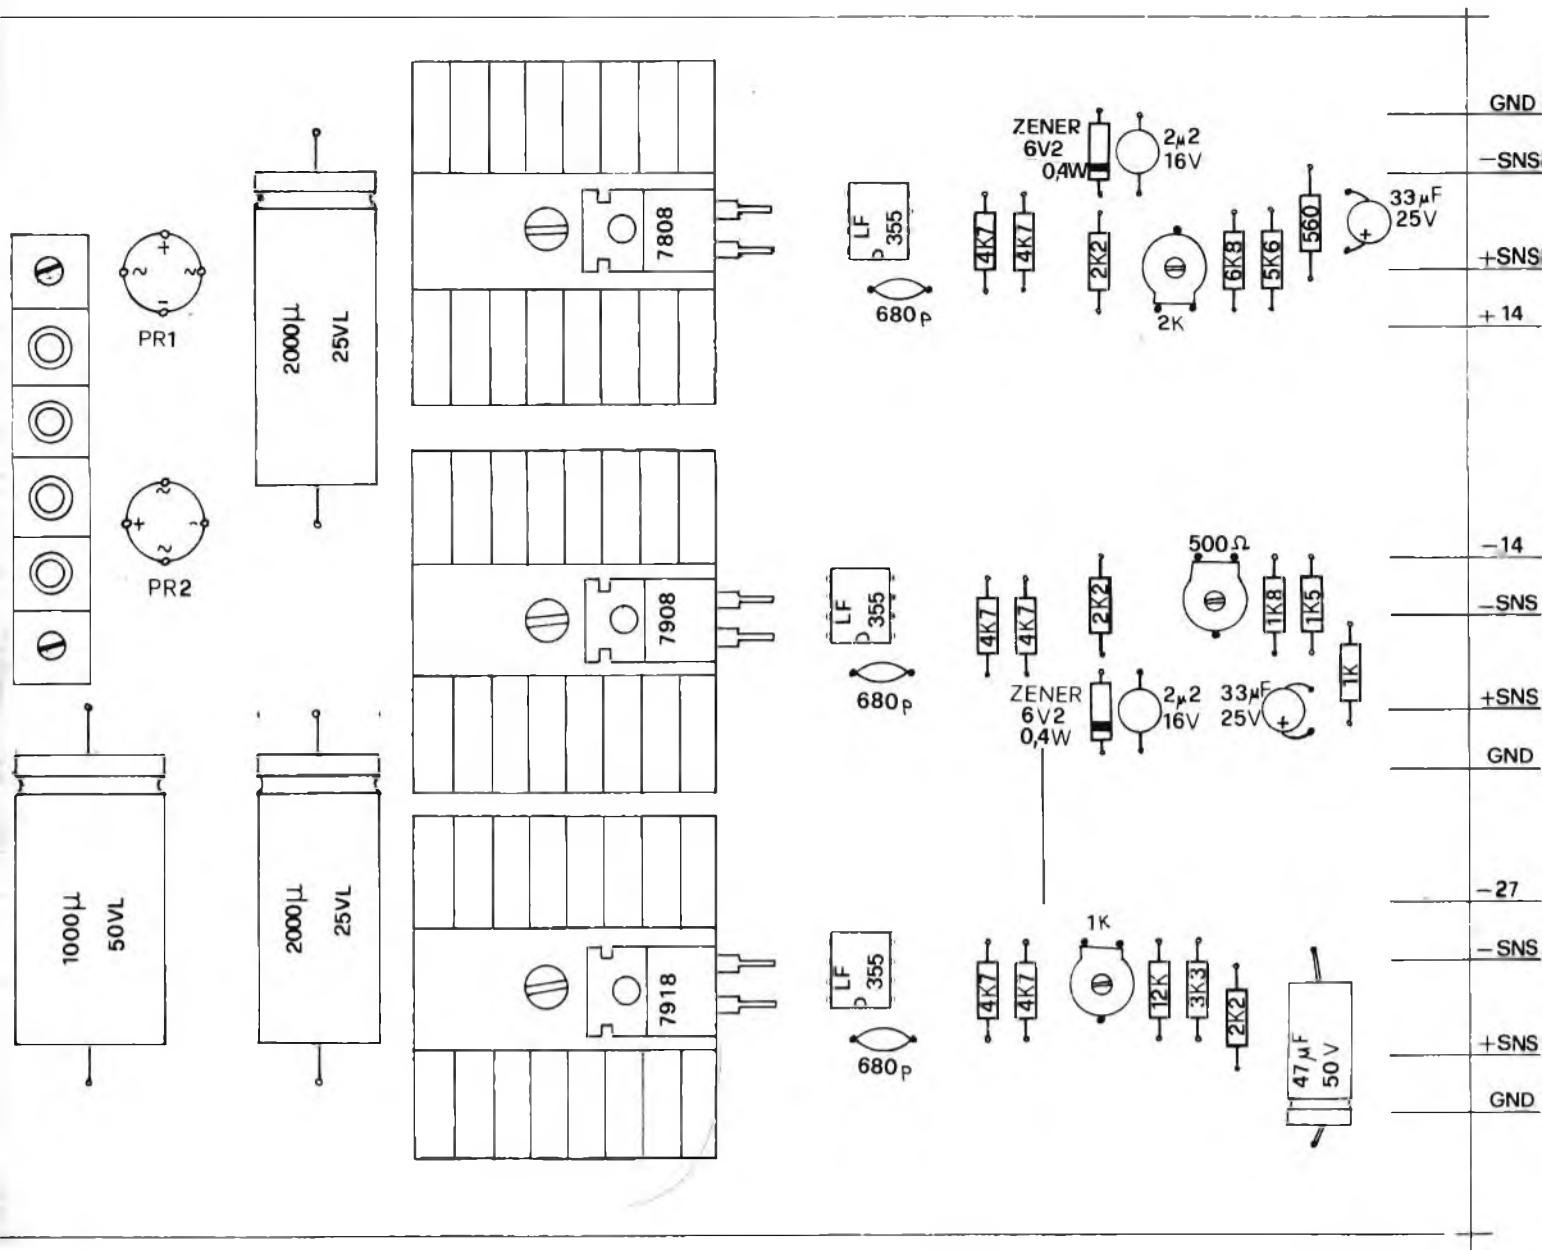 PR1
PR2
2000µ
25VL
7808
LF
355
680p
4K7
4K7
ZENER
6V2
0,4W
2µ2
16V
2K2
2K
6K8
5K6
560
33µF
25V
GND
-SNS
+SNS
+14
7908
LF
355
680p
4K7
4K7
2K2
ZENER
6V2
0,4W
2µ2
16V
500Ω
1K8
1K5
1K
33µF
25V
-14
-SNS
+SNS
GND
1000µ
50VL
2000µ
25VL
7918
LF
355
680p
4K7
4K7
1K
12K
3K3
2K2
47µF
50V
-27
-SNS
+SNS
GND